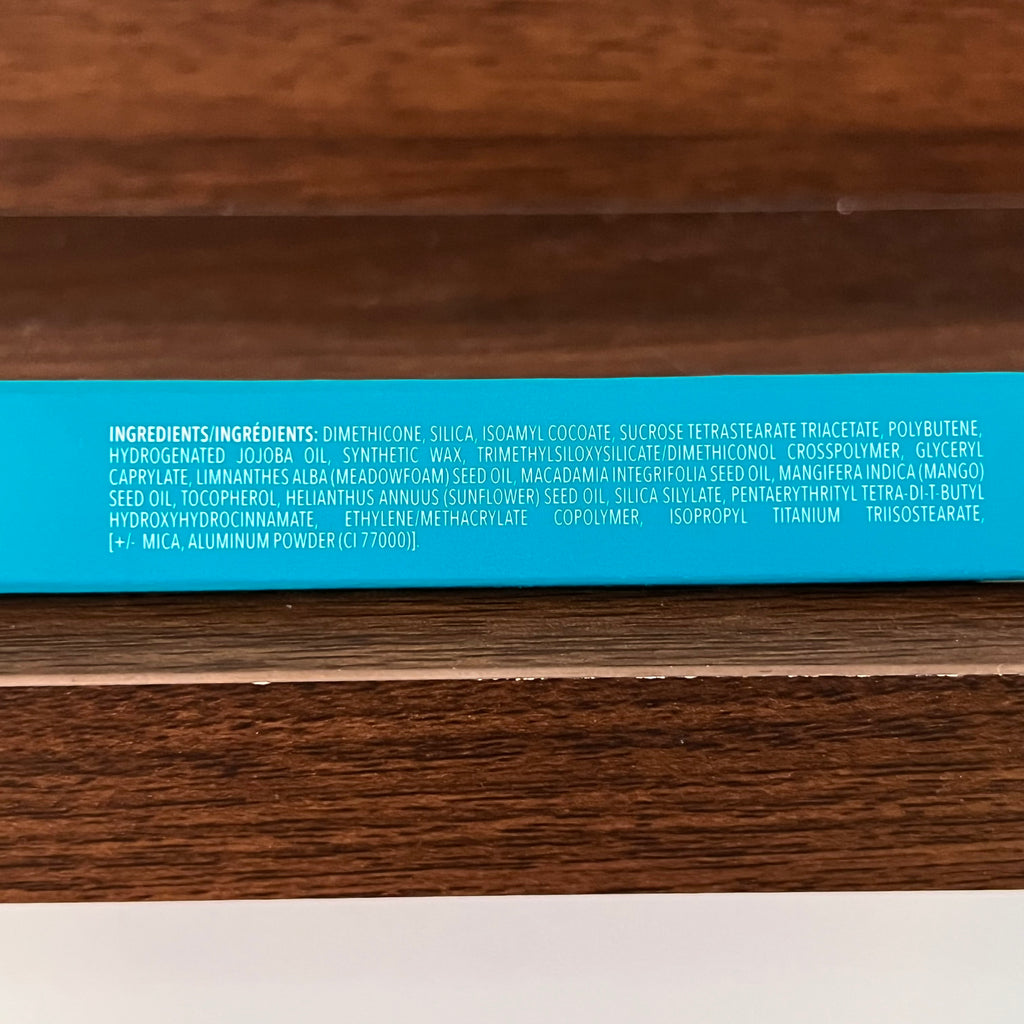 INGREDIENTS/INGRÉDIENTS: DIMETHICONE, SILICA, ISOAMYL COCOATE, SUCROSE TETRASTEARATE TRIACETATE, POLYBUTENE,
HYDROGENATED JOJOBA OIL, SYNTHETIC WAX, TRIMETHYLSILOXYSILICATE/DIMETHICONOL CROSSPOLYMER, GLYCERYL
CAPRYLATE, LIMNANTHES ALBA (MEADOWFOAM) SEED OIL, MACADAMIA INTEGRIFOLIA SEED OIL, MANGIFERA INDICA (MANGO)
SEED OIL, TOCOPHEROL, HELIANTHUS ANNUUS (SUNFLOWER) SEED OIL, SILICA SILYLATE, PENTAERYTHRITYL TETRA-DI-T-BUTYL
HYDROXYHYDROCINNAMATE, ETHYLENE/METHACRYLATE COPOLYMER, ISOPROPYL TITANIUM TRIISOSTEARATE,
[+/- MICA, ALUMINUM POWDER (CI 77000)].